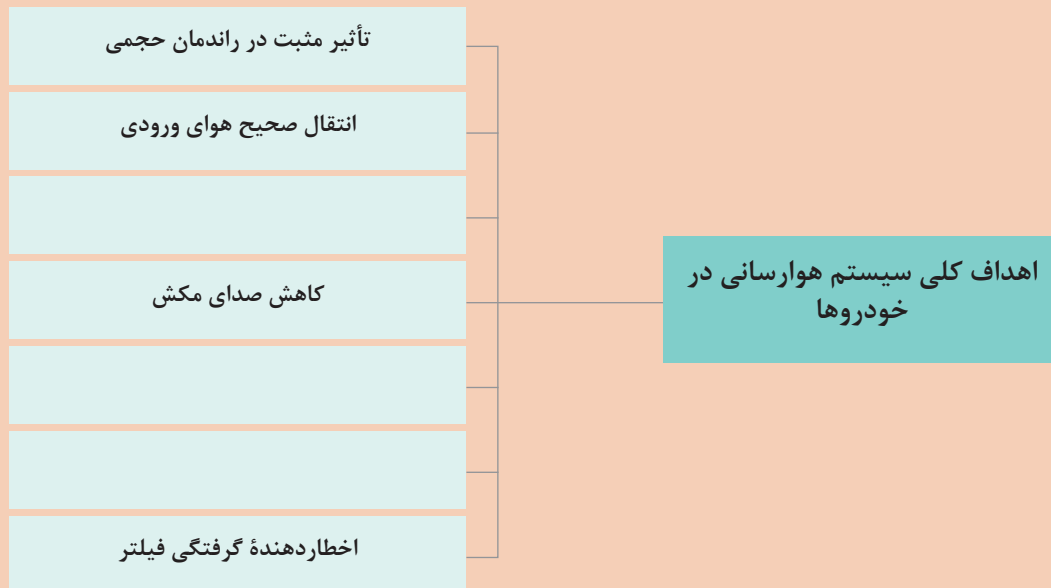 اهداف کلی سیستم هوارسانی در
خودروها
تأثیر مثبت در راندمان حجمی
انتقال صحیح هوای ورودی
کاهش صدای مکش
اخطاردهندهٔ گرفتگی فیلتر